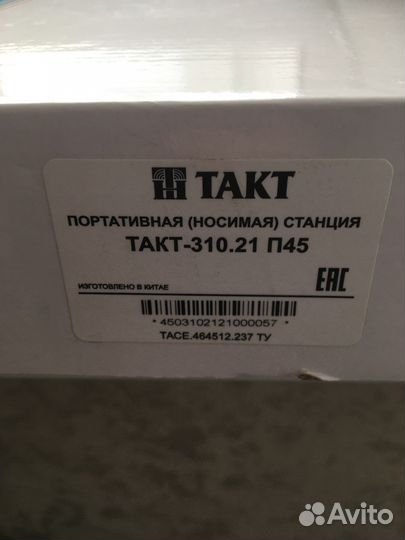 ТАКТ
ПОРТАТИВНАЯ (НОСИМАЯ) СТАНЦИЯ
ТАКТ-310.21 П45
ИЗГОТОВЛЕНО В КИТАЕ
EAC
* 4503102121000057 *
ТАСЕ.464512.237 ТУ
Avito